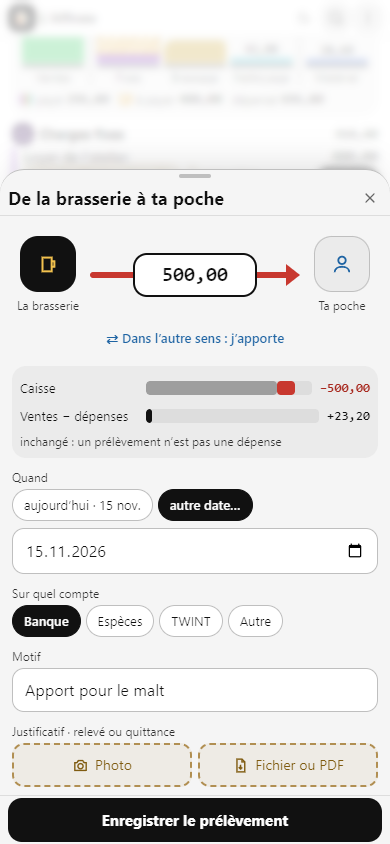 De la brasserie à ta poche
500,00
La brasserie
Ta poche
⇄ Dans l'autre sens : j'apporte
Caisse
−500,00
Ventes − dépenses
+23,20
inchangé : un prélèvement n'est pas une dépense
Quand
aujourd'hui · 15 nov.
autre date…
15.11.2026
Sur quel compte
Banque
Espèces
TWINT
Autre
Motif
Apport pour le malt
Justificatif · relevé ou quittance
Photo
Fichier ou PDF
Enregistrer le prélèvement